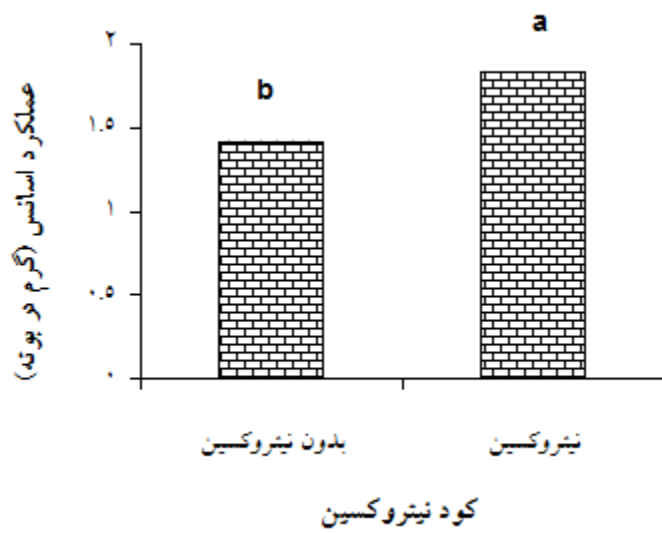 عملکرد اسانس (گرم در بوته)
۲
۱.۵
۱
۰.۵
۰
b
a
بدون نیتروکسین
نیتروکسین
کود نیتروکسین